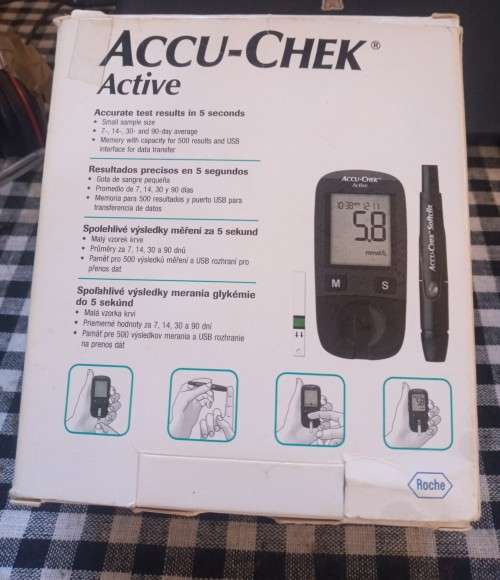 ACCU-CHEK®
Active
Accurate test results in 5 seconds
• Small sample size
• 7-, 14-, 30- and 90-day average
• Memory with capacity for 500 results and USB
interface for data transfer
Resultados precisos en 5 segundos
• Gota de sangre pequeña
• Promedio de 7, 14, 30 y 90 días
• Memoria para 500 resultados y puerto USB para
transferencia de datos
Spolehlivé výsledky měření za 5 sekund
• Malý vzorek krve
• Průměry za 7, 14, 30 a 90 dnů
• Paměť pro 500 výsledků měření a USB rozhraní pro
přenos dat
Spoľahlivé výsledky merania glykémie
do 5 sekúnd
• Malá vzorka krvi
• Priemerné hodnoty za 7, 14, 30 a 90 dní
• Pamäť pre 500 výsledkov merania a USB rozhranie
na prenos dát
ACCU-CHEK®
Active
10:38 12-11
5.8
mmol/L
M S
ACCU-CHEK® Softclix
Roche